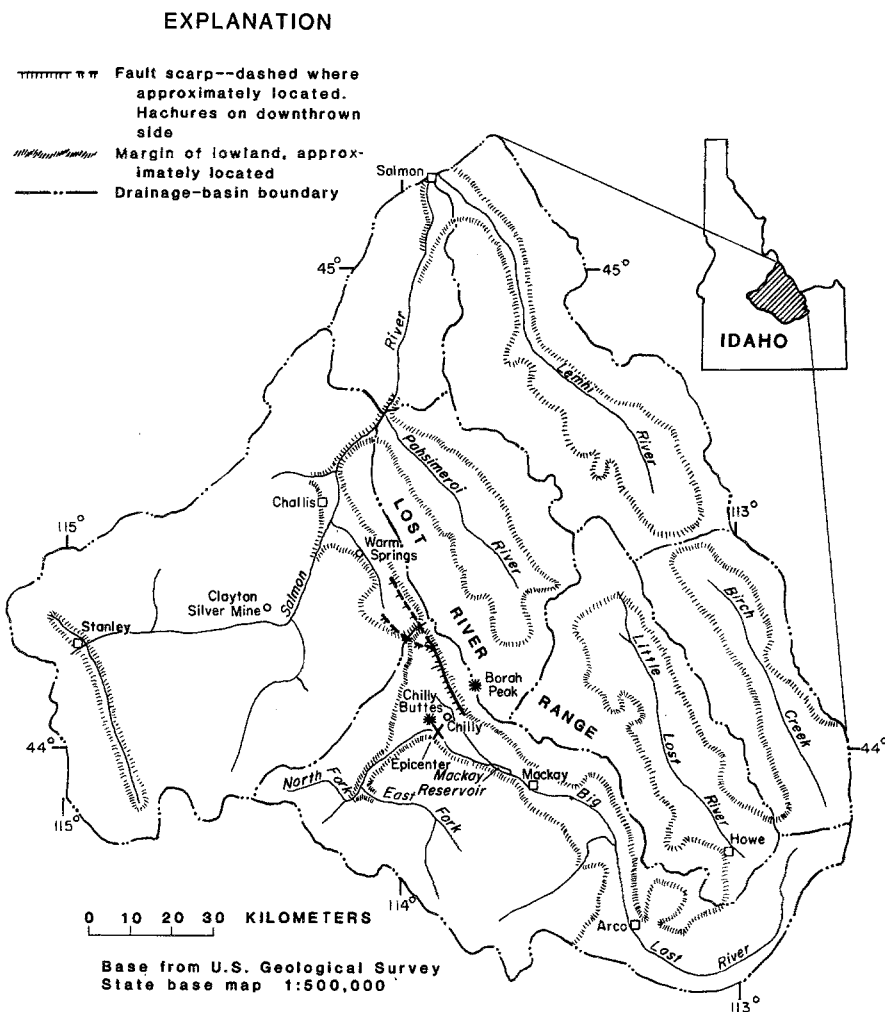 EXPLANATION
Fault scarp--dashed where
approximately located.
Hachures on downthrown
side
Margin of lowland, approx-
imately located
Drainage-basin boundary
Salmon
45°
45°
IDAHO
River
Lemhi
River
Pahsimeroi
River
LOST
RIVER
RANGE
Challis
115°
113°
Warm
Springs
Clayton
Silver Mine
Salmon
Stanley
Birch
Creek
Little
Lost
River
Borah
Peak
Chilly
Buttes
Chilly
44°
44°
Epicenter
Mackay
Reservoir
Mackay
Big
North Fork
East Fork
115°
Howe
114°
Arco
Lost
River
113°
0 10 20 30 KILOMETERS
Base from U.S. Geological Survey
State base map 1:500,000